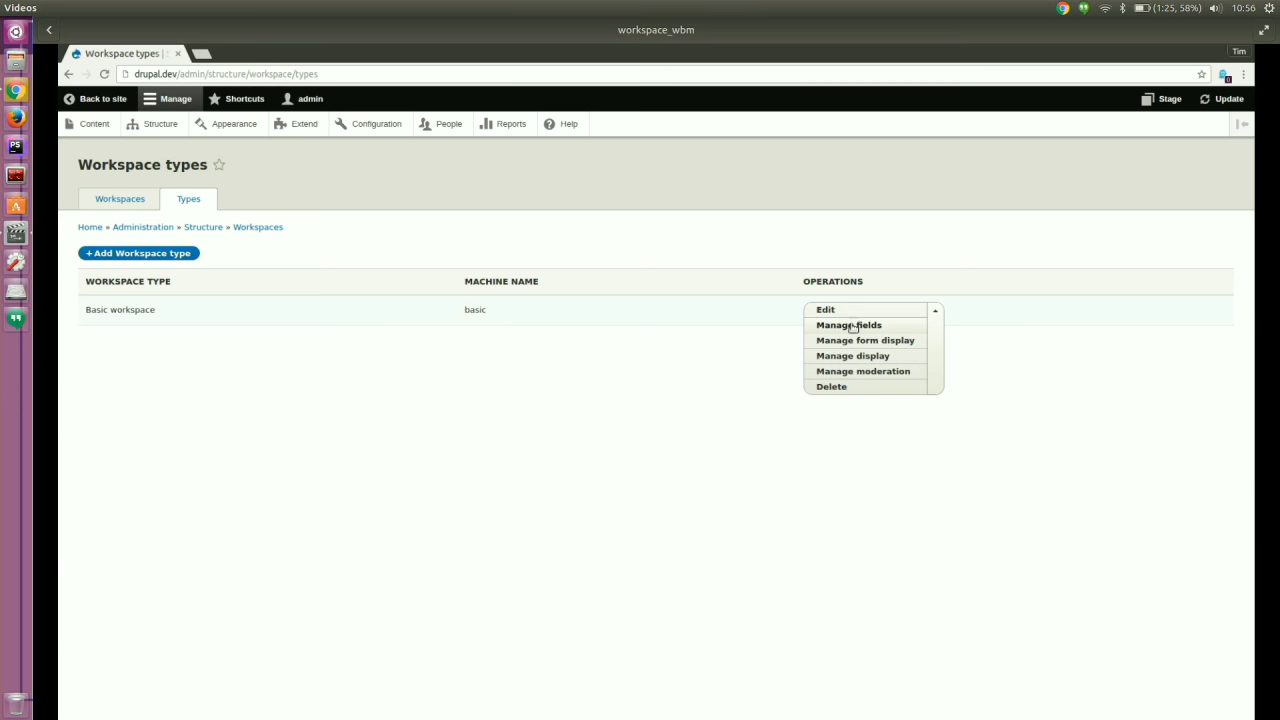 Videos
(1:25, 58%)
10:56
workspace_wbm
Workspace types |
Tim
drupal.dev/admin/structure/workspace/types
Back to site
Manage
Shortcuts
admin
Stage
Update
Content
Structure
Appearance
Extend
Configuration
People
Reports
Help
Workspace types
Workspaces
Types
Home » Administration » Structure » Workspaces
+ Add Workspace type
WORKSPACE TYPE
MACHINE NAME
OPERATIONS
Basic workspace
basic
Edit
Manage fields
Manage form display
Manage display
Manage moderation
Delete
PS